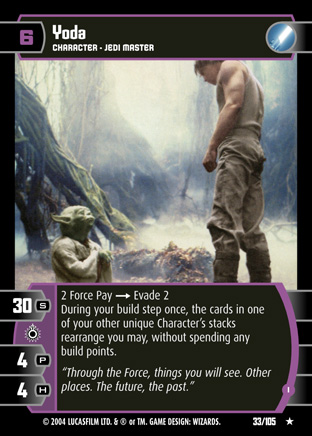 6 Yoda
CHARACTER • JEDI MASTER
30 S
4 P
4 H
2 Force Pay → Evade 2
During your build step once, the cards in one
of your other unique Character's stacks
rearrange you may, without spending any
build points.
"Through the Force, things you will see. Other
places. The future, the past."
I
© 2004 LUCASFILM LTD. & ® or TM. GAME DESIGN: WIZARDS. 33/105 ★